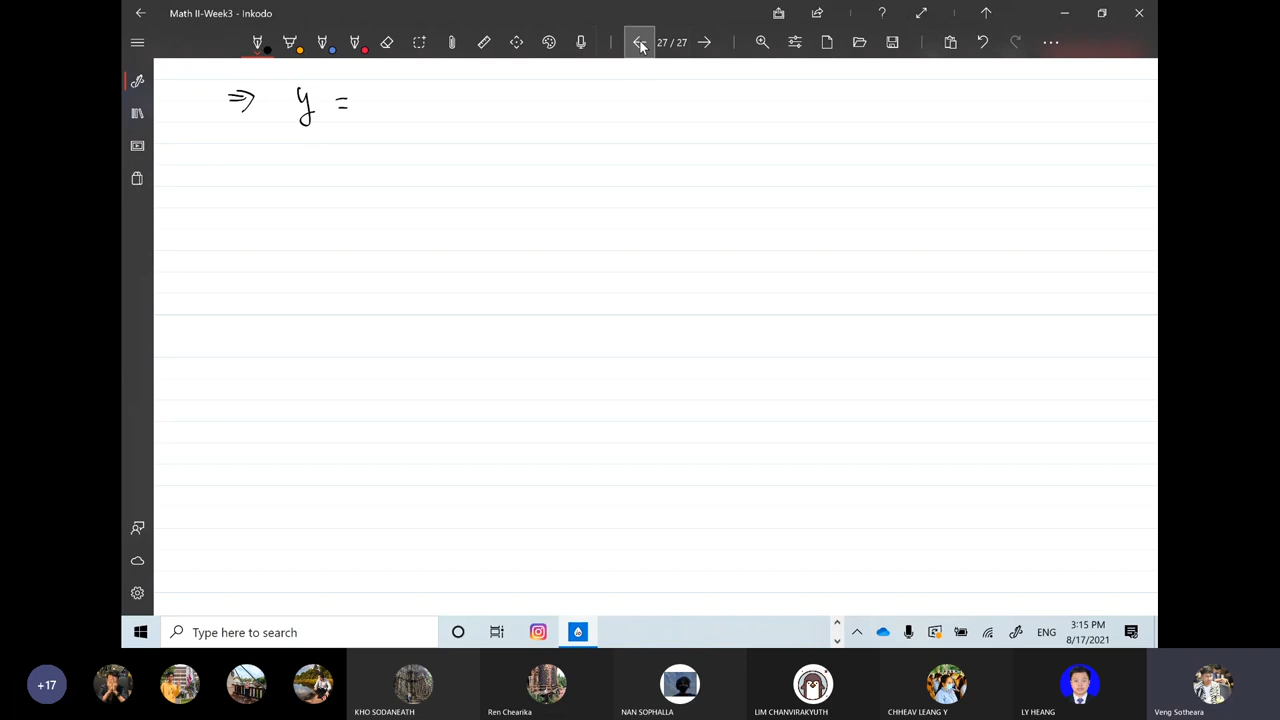 Math II-Week3 - Inkodo
27 / 27
⇒ y =
Type here to search
ENG
3:15 PM
8/17/2021
+17
KHO SODANEATH
Ren Chearika
NAN SOPHALLA
LIM CHANVIRAKYUTH
CHHEAV LEANG Y
LY HEANG
Veng Sotheara